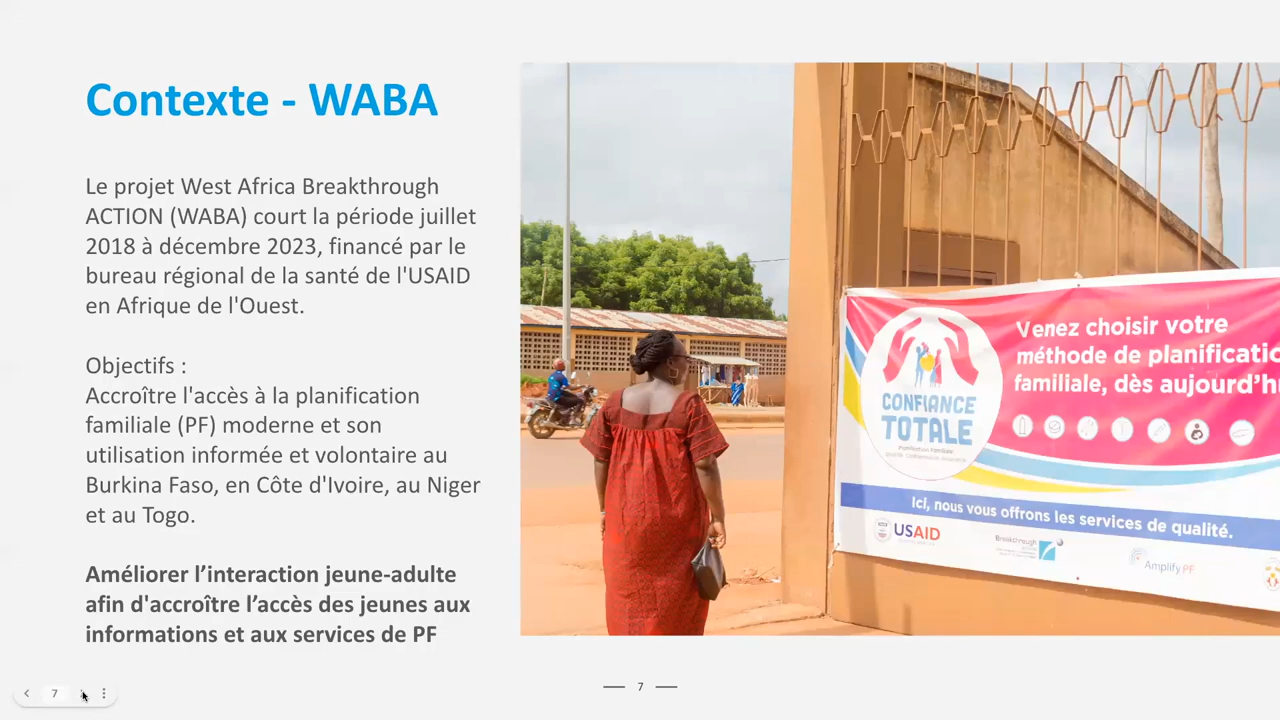 Contexte - WABA
Le projet West Africa Breakthrough
ACTION (WABA) court la période juillet
2018 à décembre 2023, financé par le
bureau régional de la santé de l'USAID
en Afrique de l'Ouest.
Objectifs :
Accroître l'accès à la planification
familiale (PF) moderne et son
utilisation informée et volontaire au
Burkina Faso, en Côte d'Ivoire, au Niger
et au Togo.
Améliorer l’interaction jeune-adulte
afin d'accroître l’accès des jeunes aux
informations et aux services de PF
Venez choisir votre
méthode de planificatio
familiale, dès aujourd'h
CONFIANCE
TOTALE
Planification Familiale
Ici, nous vous offrons les services de qualité.
USAID
Breakthrough
ACTION
Amplify PF
7
7